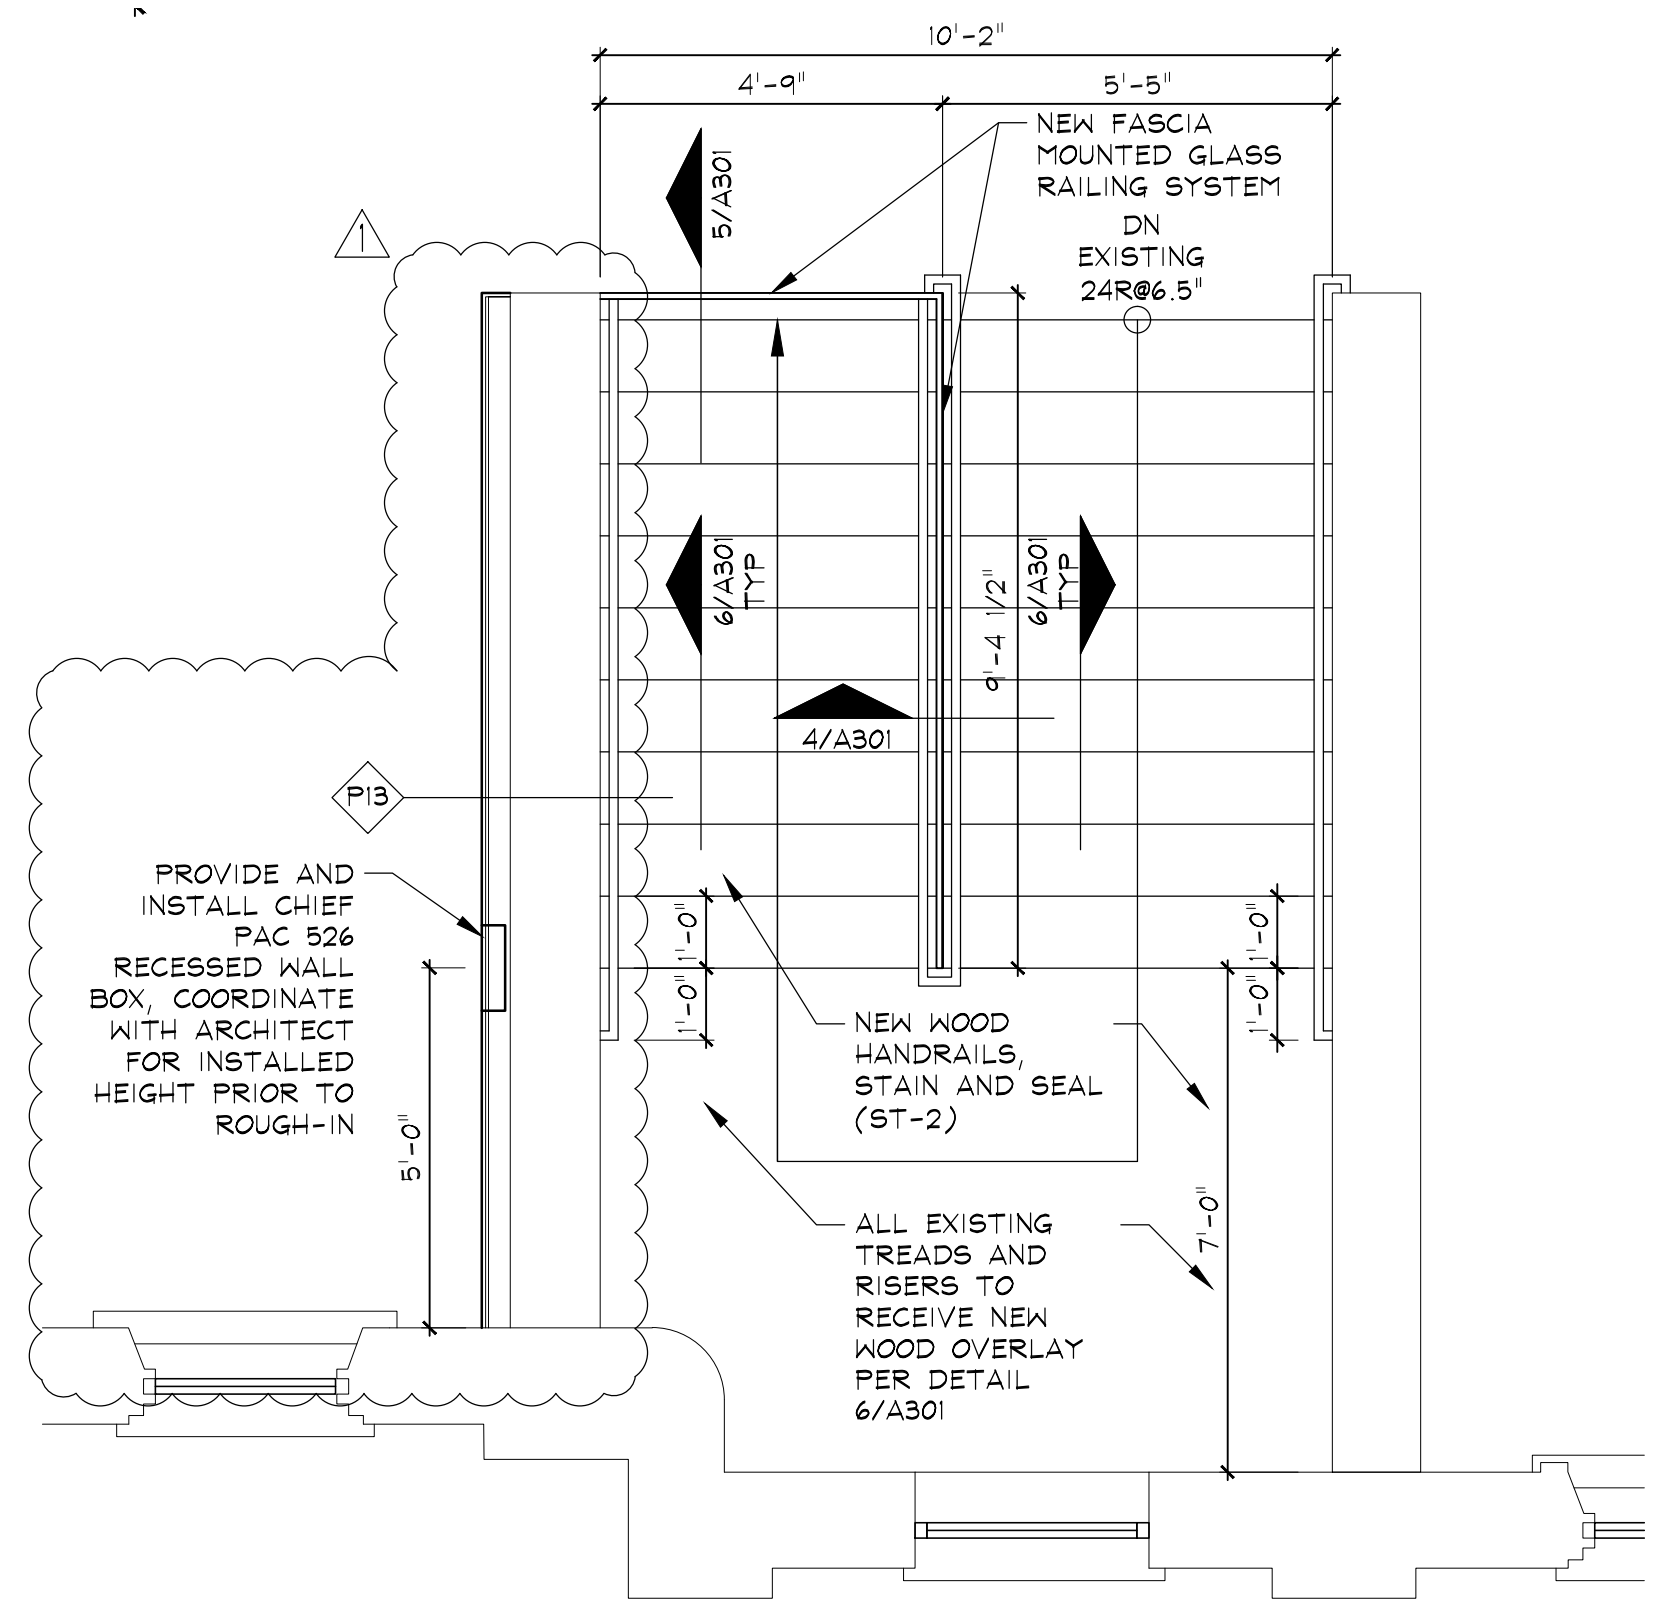 10'-2"
4'-9"
5'-5"
NEW FASCIA
MOUNTED GLASS
RAILING SYSTEM
DN
EXISTING
24R@6.5"
5/A301
1
6/A301
TYP
9'-4 1/2"
6/A301
TYP
4/A301
P13
PROVIDE AND
INSTALL CHIEF
PAC 526
RECESSED WALL
BOX, COORDINATE
WITH ARCHITECT
FOR INSTALLED
HEIGHT PRIOR TO
ROUGH-IN
1'-0"
1'-0"
1'-0"
1'-0"
NEW WOOD
HANDRAILS,
STAIN AND SEAL
(ST-2)
5'-0"
7'-0"
ALL EXISTING
TREADS AND
RISERS TO
RECEIVE NEW
WOOD OVERLAY
PER DETAIL
6/A301